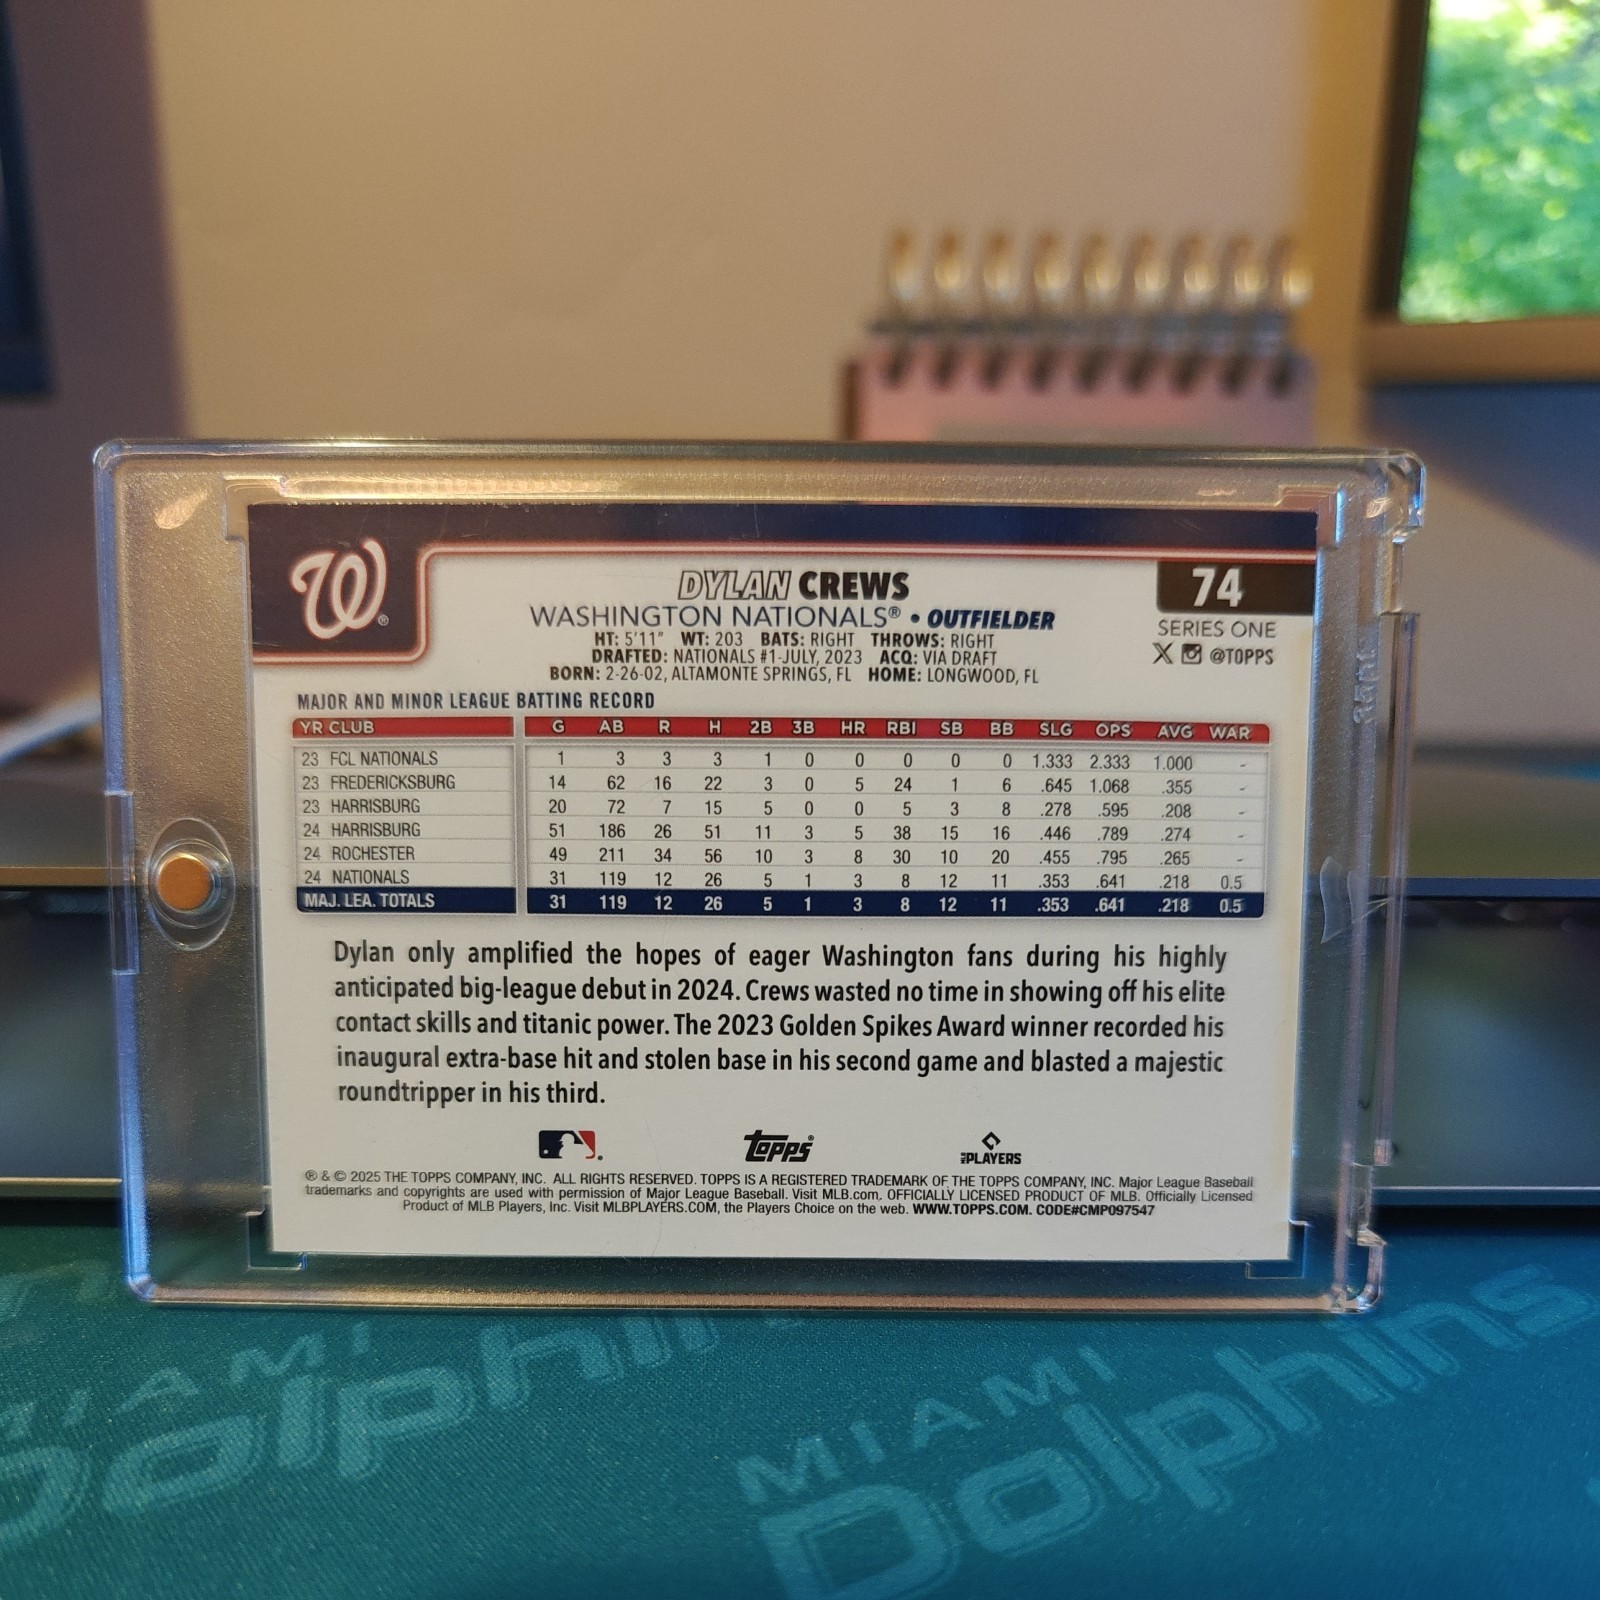 W®
DYLAN CREWS
74
WASHINGTON NATIONALS® • OUTFIELDER
SERIES ONE
HT: 5'11" WT: 203 BATS: RIGHT THROWS: RIGHT
DRAFTED: NATIONALS #1-JULY, 2023 ACQ: VIA DRAFT
@TOPPS
BORN: 2-26-02, ALTAMONTE SPRINGS, FL HOME: LONGWOOD, FL
MAJOR AND MINOR LEAGUE BATTING RECORD
YR CLUB G AB R H 2B 3B HR RBI SB BB SLG OPS AVG WAR
23 FCL NATIONALS 1 3 3 3 1 0 0 0 0 0 1.333 2.333 1.000 -
23 FREDERICKSBURG 14 62 16 22 3 0 5 24 1 6 .645 1.068 .355 -
23 HARRISBURG 20 72 7 15 5 0 0 5 3 8 .278 .595 .208 -
24 HARRISBURG 51 186 26 51 11 3 5 38 15 16 .446 .789 .274 -
24 ROCHESTER 49 211 34 56 10 3 8 30 10 20 .455 .795 .265 -
24 NATIONALS 31 119 12 26 5 1 3 8 12 11 .353 .641 .218 0.5
MAJ. LEA. TOTALS 31 119 12 26 5 1 3 8 12 11 .353 .641 .218 0.5
Dylan only amplified the hopes of eager Washington fans during his highly
anticipated big-league debut in 2024. Crews wasted no time in showing off his elite
contact skills and titanic power. The 2023 Golden Spikes Award winner recorded his
inaugural extra-base hit and stolen base in his second game and blasted a majestic
roundtripper in his third.
topps® PLAYERS
® & © 2025 THE TOPPS COMPANY, INC. ALL RIGHTS RESERVED. TOPPS IS A REGISTERED TRADEMARK OF THE TOPPS COMPANY, INC. Major League Baseball
trademarks and copyrights are used with permission of Major League Baseball. Visit MLB.com. OFFICIALLY LICENSED PRODUCT OF MLB. Officially Licensed
Product of MLB Players, Inc. Visit MLBPLAYERS.COM, the Players Choice on the web. WWW.TOPPS.COM. CODE#CMP097547
MIAMI
Dolphins
MIAMI
Dolphins